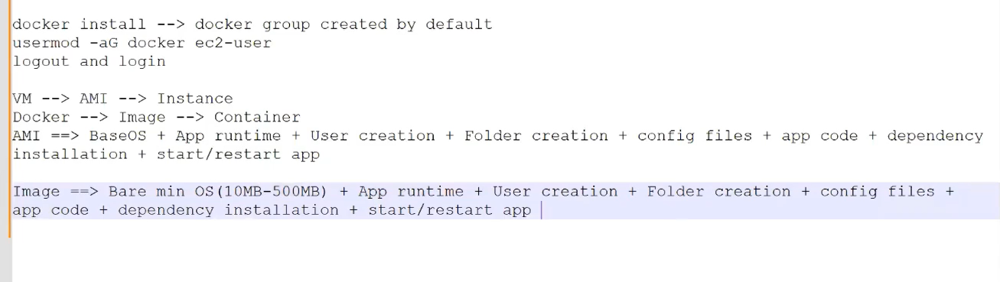 docker install --> docker group created by default
usermod -aG docker ec2-user
logout and login
VM --> AMI --> Instance
Docker --> Image --> Container
AMI ==> BaseOS + App runtime + User creation + Folder creation + config files + app code + dependency
installation + start/restart app
Image ==> Bare min OS(10MB-500MB) + App runtime + User creation + Folder creation + config files +
app code + dependency installation + start/restart app